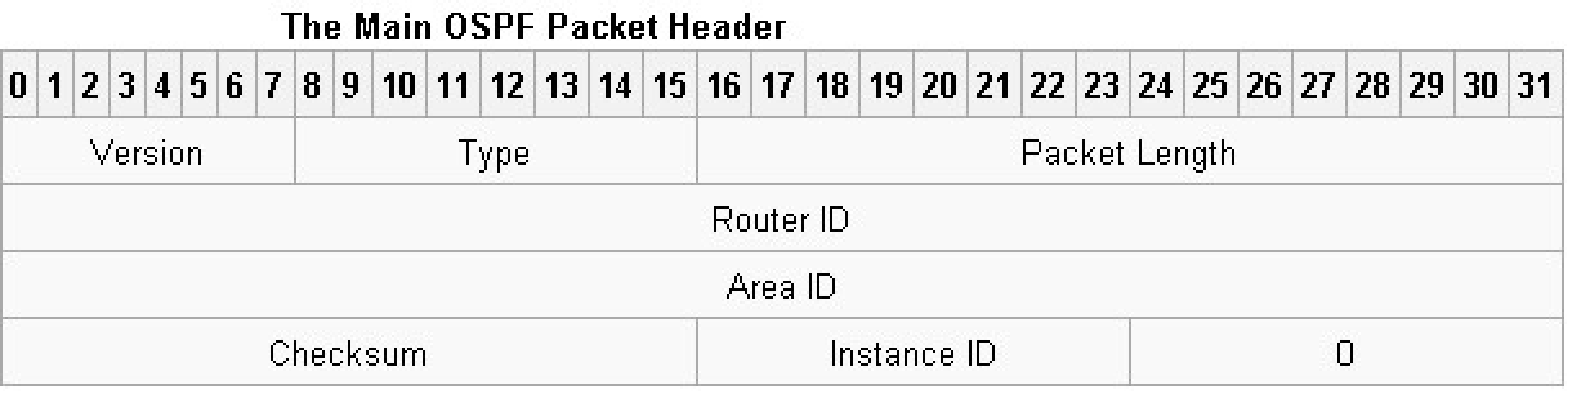 The Main OSPF Packet Header
0 1 2 3 4 5 6 7 8 9 10 11 12 13 14 15 16 17 18 19 20 21 22 23 24 25 26 27 28 29 30 31
Version Type Packet Length
Router ID
Area ID
Checksum Instance ID 0